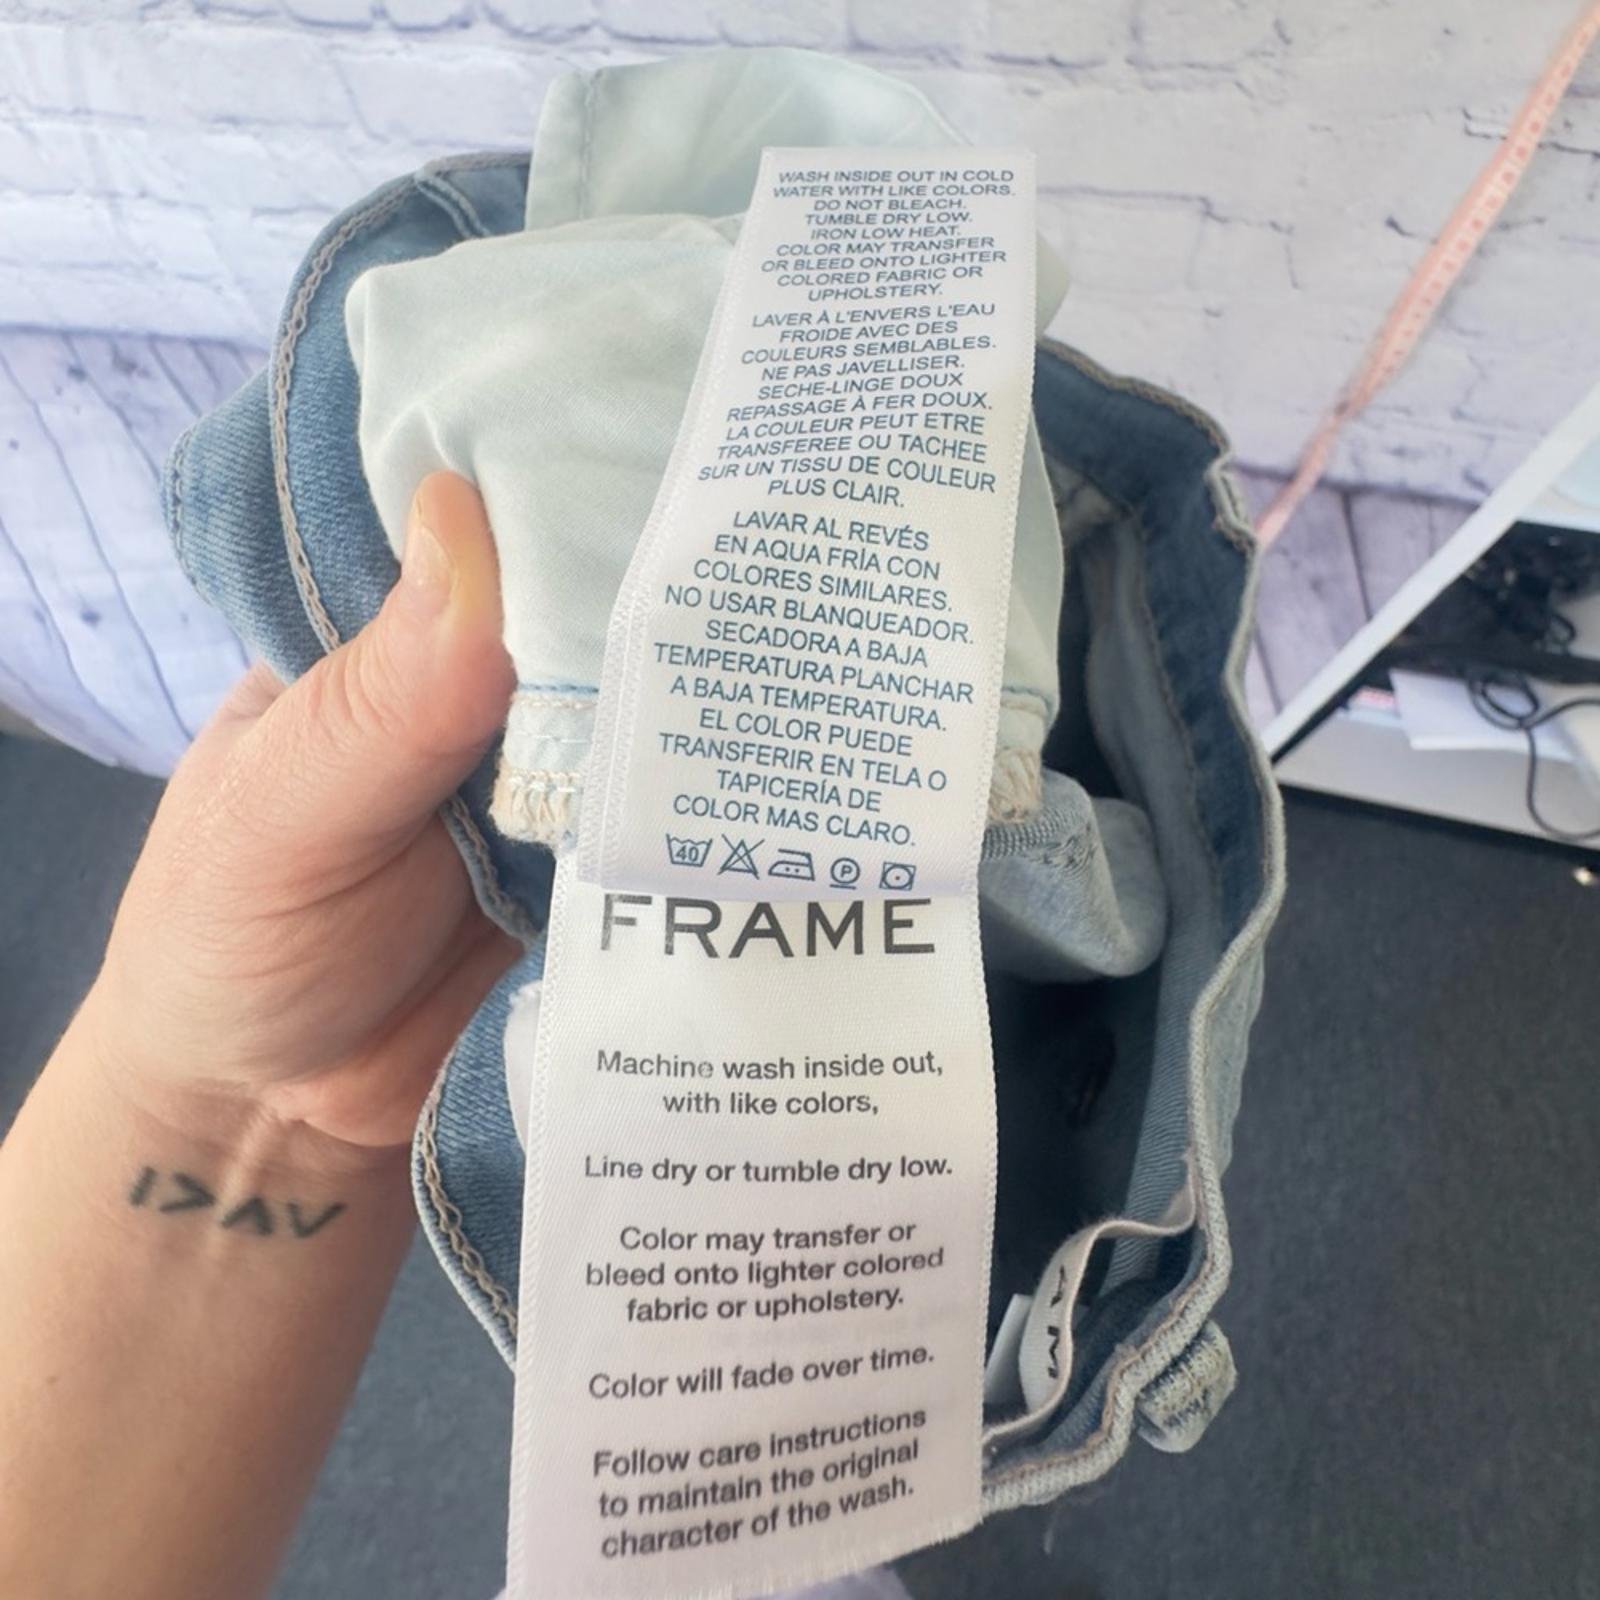 WASH INSIDE OUT IN COLD
WATER WITH LIKE COLORS.
DO NOT BLEACH.
TUMBLE DRY LOW.
IRON LOW HEAT.
COLOR MAY TRANSFER
OR BLEED ONTO LIGHTER
COLORED FABRIC OR
UPHOLSTERY.
LAVER À L'ENVERS L'EAU
FROIDE AVEC DES
COULEURS SEMBLABLES.
NE PAS JAVELLISER.
SECHE-LINGE DOUX
REPASSAGE À FER DOUX.
LA COULEUR PEUT ETRE
TRANSFEREE OU TACHEE
SUR UN TISSU DE COULEUR
PLUS CLAIR.
LAVAR AL REVÉS
EN AQUA FRÍA CON
COLORES SIMILARES.
NO USAR BLANQUEADOR.
SECADORA A BAJA
TEMPERATURA PLANCHAR
A BAJA TEMPERATURA.
EL COLOR PUEDE
TRANSFERIR EN TELA O
TAPICERÍA DE
COLOR MAS CLARO.
40 P
FRAME
Machine wash inside out,
with like colors,
Line dry or tumble dry low.
Color may transfer or
bleed onto lighter colored
fabric or upholstery.
Color will fade over time.
Follow care instructions
to maintain the original
character of the wash.
I>ΛV